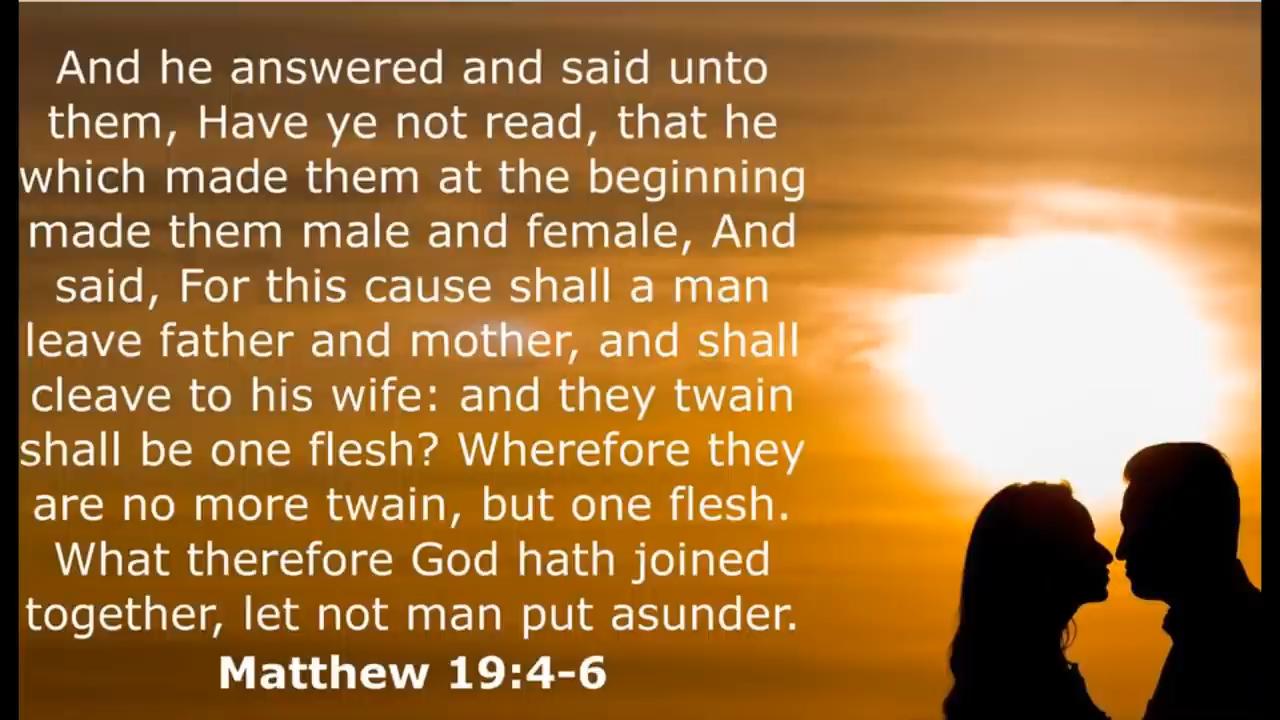 And he answered and said unto
them, Have ye not read, that he
which made them at the beginning
made them male and female, And
said, For this cause shall a man
leave father and mother, and shall
cleave to his wife: and they twain
shall be one flesh? Wherefore they
are no more twain, but one flesh.
What therefore God hath joined
together, let not man put asunder.
Matthew 19:4-6